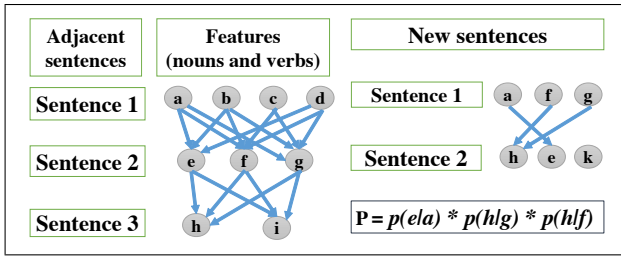 Adjacent
sentences
Features
(nouns and verbs)
New sentences
Sentence 1
a b c d
Sentence 2
e f g
Sentence 3
h i
Sentence 1
a f g
Sentence 2
h e k
P = p(e/a) * p(h/g) * p(h/f)